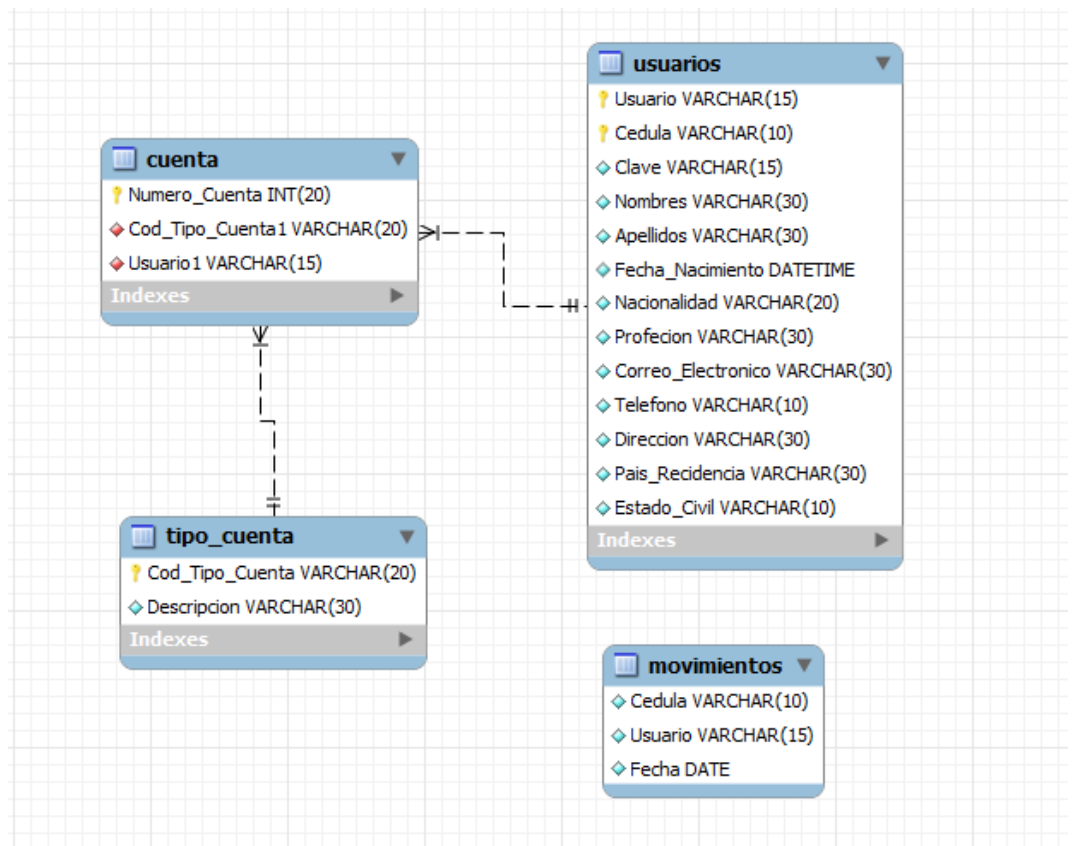 cuenta
Numero_Cuenta INT(20)
Cod_Tipo_Cuenta1 VARCHAR(20)
Usuario1 VARCHAR(15)
Indexes
usuarios
Usuario VARCHAR(15)
Cedula VARCHAR(10)
Clave VARCHAR(15)
Nombres VARCHAR(30)
Apellidos VARCHAR(30)
Fecha_Nacimiento DATETIME
Nacionalidad VARCHAR(20)
Profecion VARCHAR(30)
Correo_Electronico VARCHAR(30)
Telefono VARCHAR(10)
Direccion VARCHAR(30)
Pais_Recidencia VARCHAR(30)
Estado_Civil VARCHAR(10)
Indexes
tipo_cuenta
Cod_Tipo_Cuenta VARCHAR(20)
Descripcion VARCHAR(30)
Indexes
movimientos
Cedula VARCHAR(10)
Usuario VARCHAR(15)
Fecha DATE